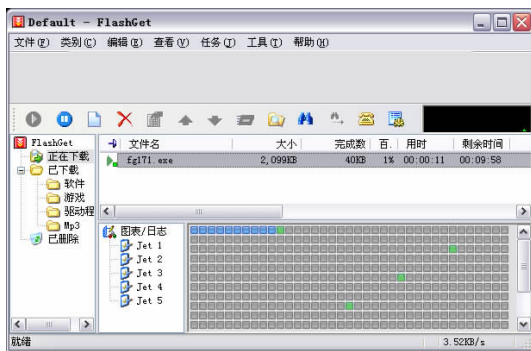 Default - FlashGet
文件(F) 类别(C) 编辑(E) 查看(V) 任务(J) 工具(T) 帮助(H)
FlashGet
正在下载
已下载
软件
游戏
驱动程
Mp3
已删除
文件名 大小 完成数 百. 用时 剩余时间
fg171.exe 2,099KB 40KB 1% 00:00:11 00:09:58
图表/日志
Jet 1
Jet 2
Jet 3
Jet 4
Jet 5
就绪 3.52KB/s